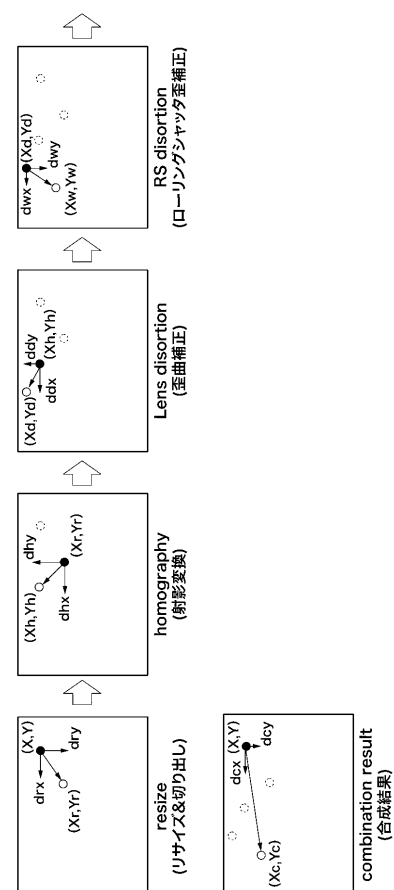 (X,Y)
drx
dry
(Xr,Yr)
resize
(リサイズ&切り出し)
(Xh,Yh)
dhy
dhx
(Xr,Yr)
homography
(射影変換)
(Xd,Yd)
ddy
ddx
(Xh,Yh)
Lens disortion
(歪曲補正)
(Xd,Yd)
dwx
dwy
(Xw,Yw)
RS disortion
(ローリングシャッタ歪補正)
(X,Y)
dcx
dcy
(Xc,Yc)
combination result
(合成結果)